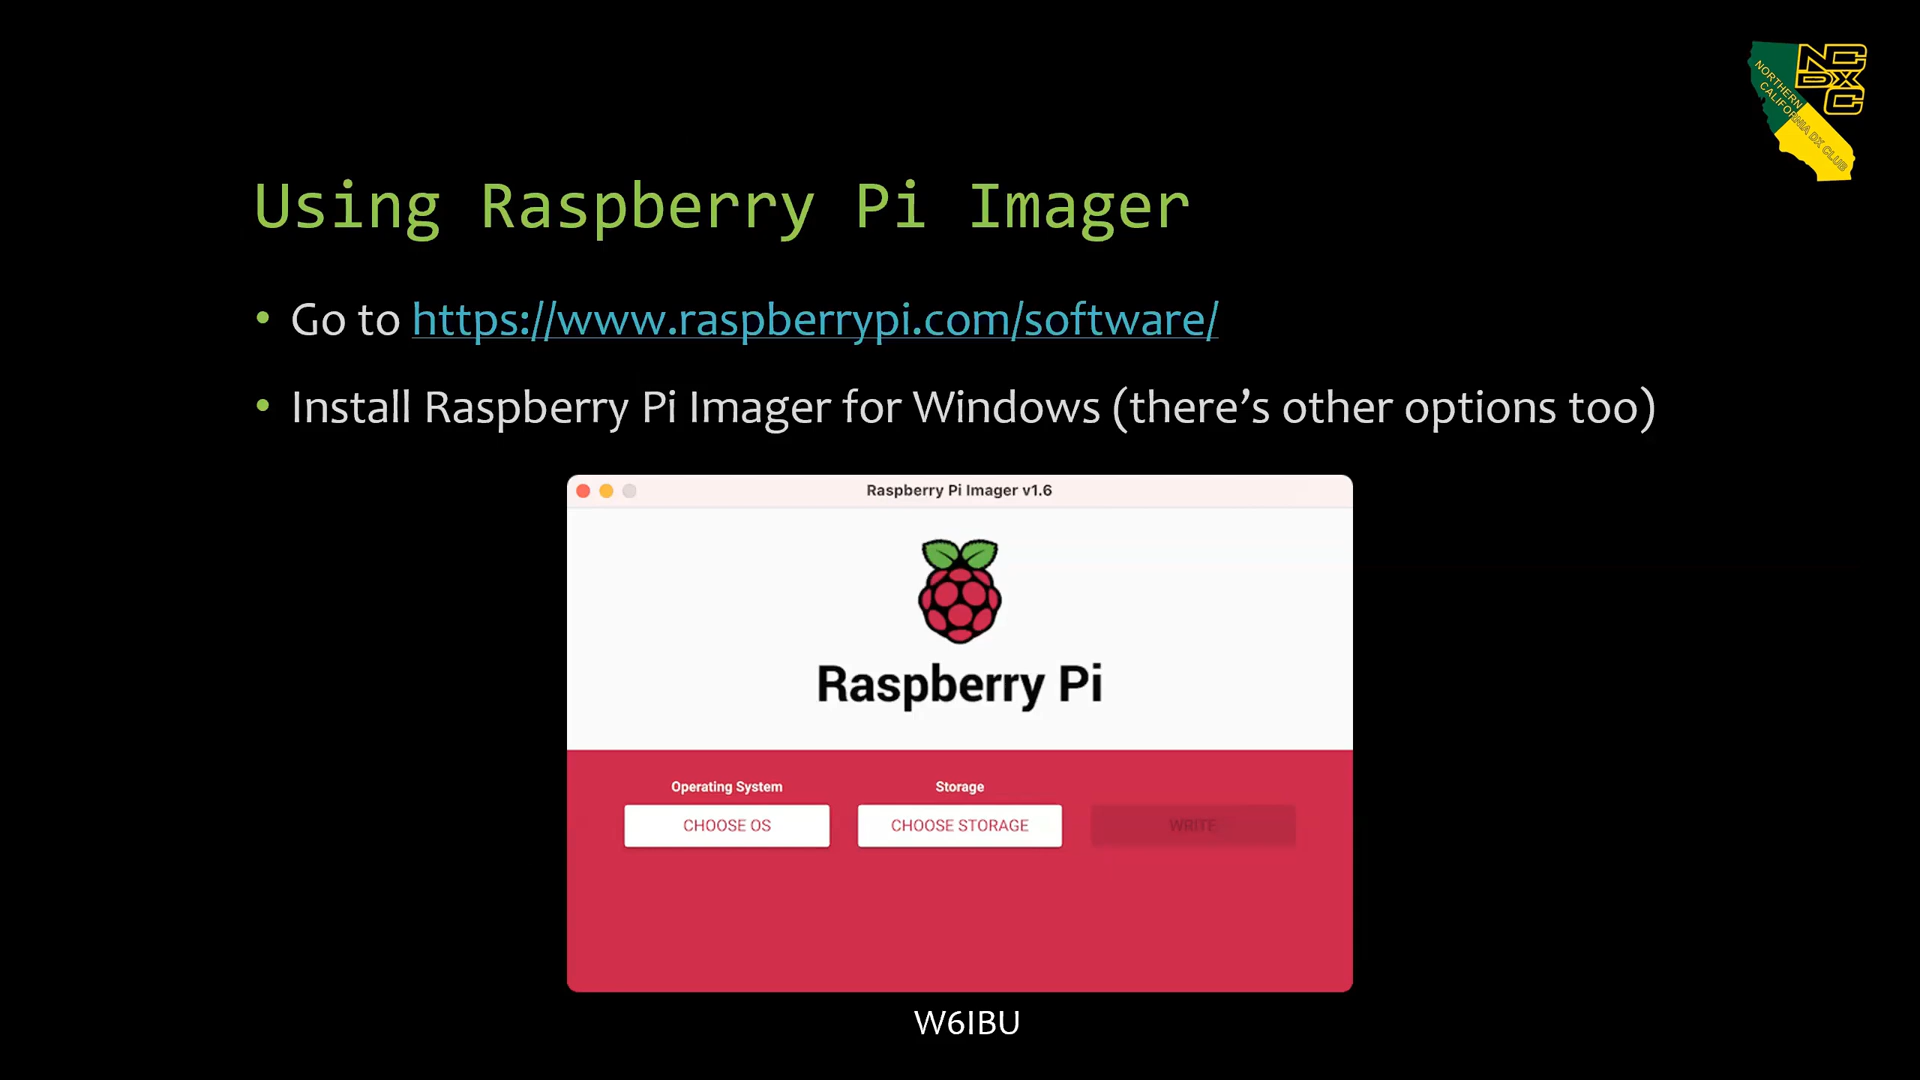 NCDXC
NORTHERN
CALIFORNIA DX CLUB
Using Raspberry Pi Imager
• Go to https://www.raspberrypi.com/software/
• Install Raspberry Pi Imager for Windows (there’s other options too)
Raspberry Pi Imager v1.6
Raspberry Pi
Operating System Storage
CHOOSE OS CHOOSE STORAGE WRITE
W6IBU